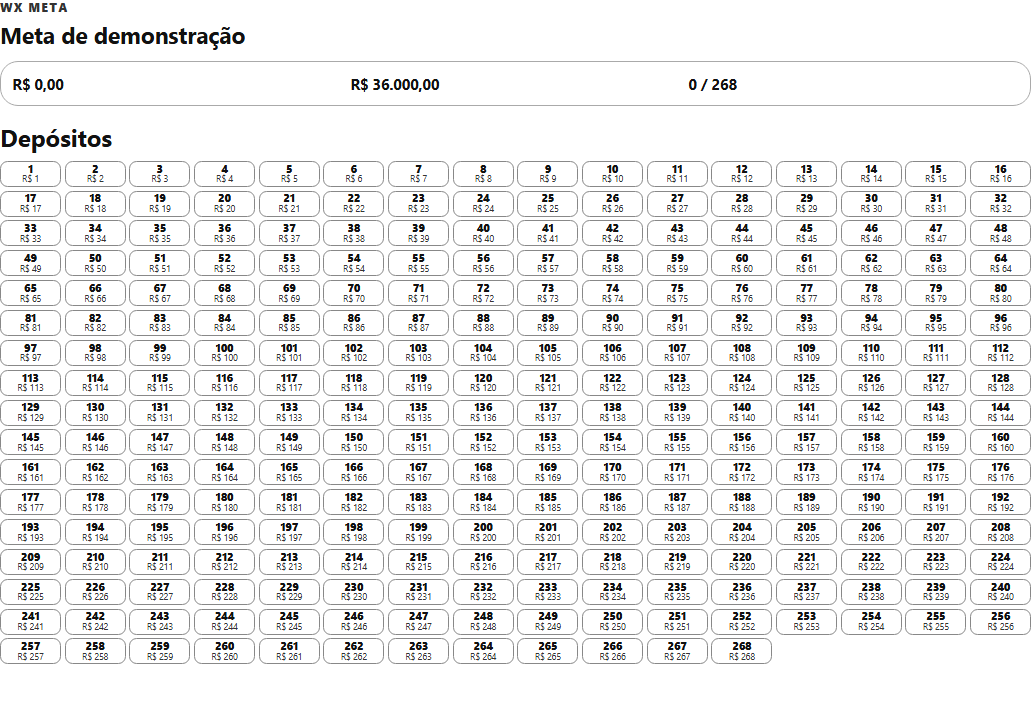 WX META
Meta de demonstração
R$ 0,00 R$ 36.000,00 0 / 268
Depósitos
1 2 3 4 5 6 7 8 9 10 11 12 13 14 15 16
R$ 1 R$ 2 R$ 3 R$ 4 R$ 5 R$ 6 R$ 7 R$ 8 R$ 9 R$ 10 R$ 11 R$ 12 R$ 13 R$ 14 R$ 15 R$ 16
17 18 19 20 21 22 23 24 25 26 27 28 29 30 31 32
R$ 17 R$ 18 R$ 19 R$ 20 R$ 21 R$ 22 R$ 23 R$ 24 R$ 25 R$ 26 R$ 27 R$ 28 R$ 29 R$ 30 R$ 31 R$ 32
33 34 35 36 37 38 39 40 41 42 43 44 45 46 47 48
R$ 33 R$ 34 R$ 35 R$ 36 R$ 37 R$ 38 R$ 39 R$ 40 R$ 41 R$ 42 R$ 43 R$ 44 R$ 45 R$ 46 R$ 47 R$ 48
49 50 51 52 53 54 55 56 57 58 59 60 61 62 63 64
R$ 49 R$ 50 R$ 51 R$ 52 R$ 53 R$ 54 R$ 55 R$ 56 R$ 57 R$ 58 R$ 59 R$ 60 R$ 61 R$ 62 R$ 63 R$ 64
65 66 67 68 69 70 71 72 73 74 75 76 77 78 79 80
R$ 65 R$ 66 R$ 67 R$ 68 R$ 69 R$ 70 R$ 71 R$ 72 R$ 73 R$ 74 R$ 75 R$ 76 R$ 77 R$ 78 R$ 79 R$ 80
81 82 83 84 85 86 87 88 89 90 91 92 93 94 95 96
R$ 81 R$ 82 R$ 83 R$ 84 R$ 85 R$ 86 R$ 87 R$ 88 R$ 89 R$ 90 R$ 91 R$ 92 R$ 93 R$ 94 R$ 95 R$ 96
97 98 99 100 101 102 103 104 105 106 107 108 109 110 111 112
R$ 97 R$ 98 R$ 99 R$ 100 R$ 101 R$ 102 R$ 103 R$ 104 R$ 105 R$ 106 R$ 107 R$ 108 R$ 109 R$ 110 R$ 111 R$ 112
113 114 115 116 117 118 119 120 121 122 123 124 125 126 127 128
R$ 113 R$ 114 R$ 115 R$ 116 R$ 117 R$ 118 R$ 119 R$ 120 R$ 121 R$ 122 R$ 123 R$ 124 R$ 125 R$ 126 R$ 127 R$ 128
129 130 131 132 133 134 135 136 137 138 139 140 141 142 143 144
R$ 129 R$ 130 R$ 131 R$ 132 R$ 133 R$ 134 R$ 135 R$ 136 R$ 137 R$ 138 R$ 139 R$ 140 R$ 141 R$ 142 R$ 143 R$ 144
145 146 147 148 149 150 151 152 153 154 155 156 157 158 159 160
R$ 145 R$ 146 R$ 147 R$ 148 R$ 149 R$ 150 R$ 151 R$ 152 R$ 153 R$ 154 R$ 155 R$ 156 R$ 157 R$ 158 R$ 159 R$ 160
161 162 163 164 165 166 167 168 169 170 171 172 173 174 175 176
R$ 161 R$ 162 R$ 163 R$ 164 R$ 165 R$ 166 R$ 167 R$ 168 R$ 169 R$ 170 R$ 171 R$ 172 R$ 173 R$ 174 R$ 175 R$ 176
177 178 179 180 181 182 183 184 185 186 187 188 189 190 191 192
R$ 177 R$ 178 R$ 179 R$ 180 R$ 181 R$ 182 R$ 183 R$ 184 R$ 185 R$ 186 R$ 187 R$ 188 R$ 189 R$ 190 R$ 191 R$ 192
193 194 195 196 197 198 199 200 201 202 203 204 205 206 207 208
R$ 193 R$ 194 R$ 195 R$ 196 R$ 197 R$ 198 R$ 199 R$ 200 R$ 201 R$ 202 R$ 203 R$ 204 R$ 205 R$ 206 R$ 207 R$ 208
209 210 211 212 213 214 215 216 217 218 219 220 221 222 223 224
R$ 209 R$ 210 R$ 211 R$ 212 R$ 213 R$ 214 R$ 215 R$ 216 R$ 217 R$ 218 R$ 219 R$ 220 R$ 221 R$ 222 R$ 223 R$ 224
225 226 227 228 229 230 231 232 233 234 235 236 237 238 239 240
R$ 225 R$ 226 R$ 227 R$ 228 R$ 229 R$ 230 R$ 231 R$ 232 R$ 233 R$ 234 R$ 235 R$ 236 R$ 237 R$ 238 R$ 239 R$ 240
241 242 243 244 245 246 247 248 249 250 251 252 253 254 255 256
R$ 241 R$ 242 R$ 243 R$ 244 R$ 245 R$ 246 R$ 247 R$ 248 R$ 249 R$ 250 R$ 251 R$ 252 R$ 253 R$ 254 R$ 255 R$ 256
257 258 259 260 261 262 263 264 265 266 267 268
R$ 257 R$ 258 R$ 259 R$ 260 R$ 261 R$ 262 R$ 263 R$ 264 R$ 265 R$ 266 R$ 267 R$ 268